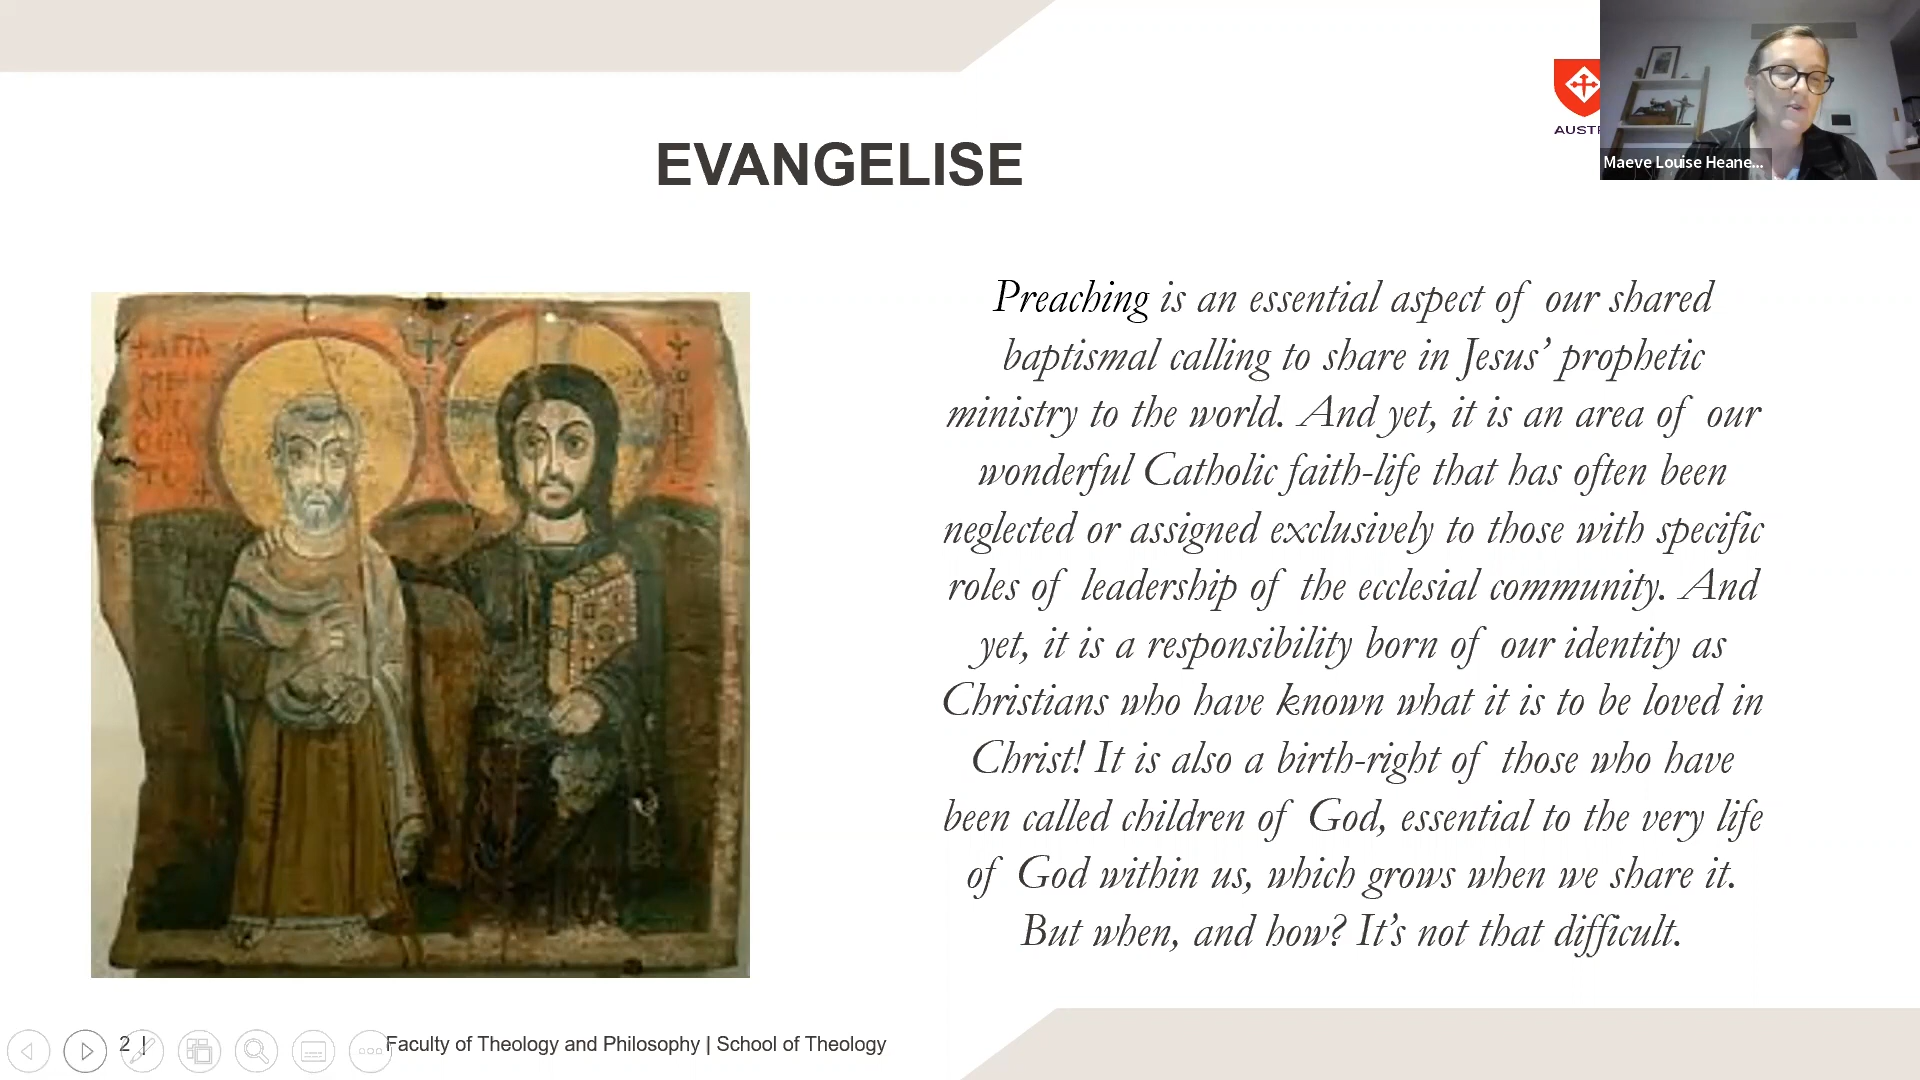 AUST
Maeve Louise Heane...
EVANGELISE
Preaching is an essential aspect of our shared
baptismal calling to share in Jesus’ prophetic
ministry to the world. And yet, it is an area of our
wonderful Catholic faith-life that has often been
neglected or assigned exclusively to those with specific
roles of leadership of the ecclesial community. And
yet, it is a responsibility born of our identity as
Christians who have known what it is to be loved in
Christ! It is also a birth-right of those who have
been called children of God, essential to the very life
of God within us, which grows when we share it.
But when, and how? It’s not that difficult.
2 |
Faculty of Theology and Philosophy | School of Theology